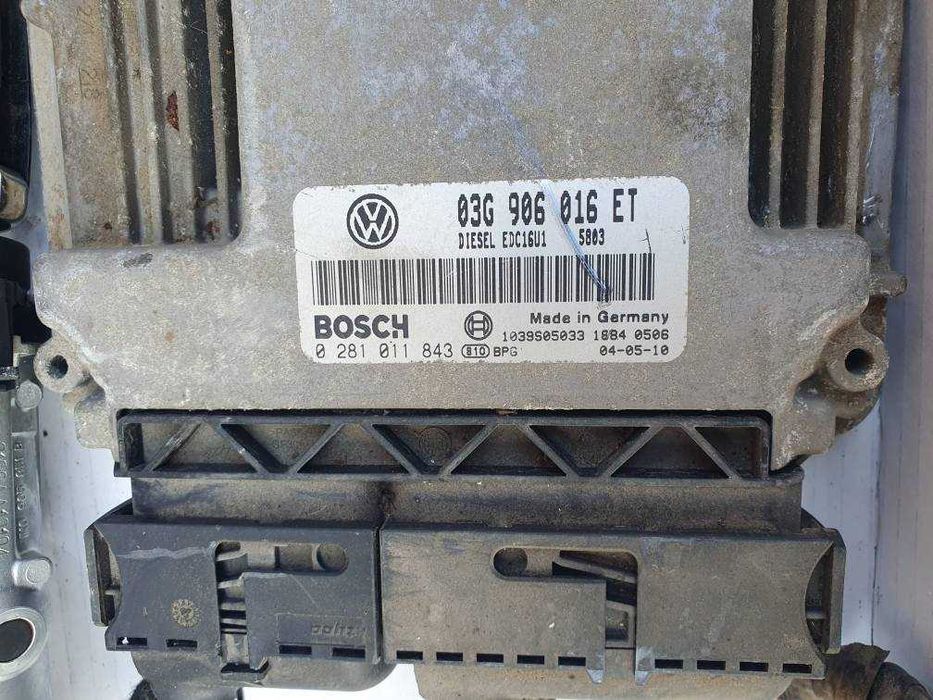 03G 906 016 ET
DIESEL EDC16U1 5803
BOSCH
Made in Germany
1039S05033 1884 0506
0 281 011 843 810 BPG 04-05-10